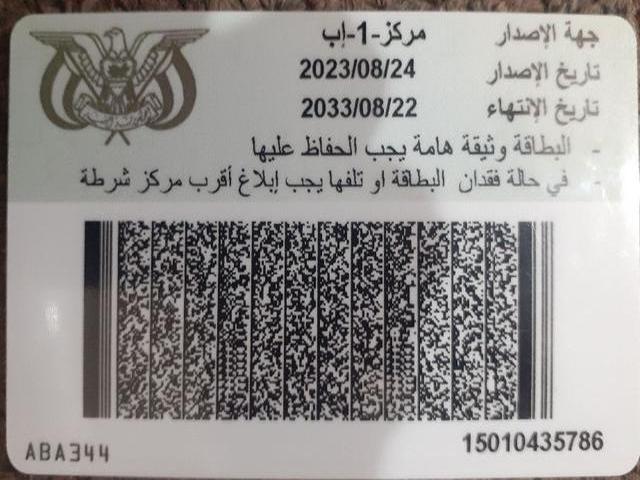 جهة الإصدار مركز-1-إب
تاريخ الإصدار 2023/08/24
تاريخ الإنتهاء 2033/08/22
- البطاقة وثيقة هامة يجب الحفاظ عليها
- في حالة فقدان البطاقة او تلفها يجب إبلاغ أقرب مركز شرطة
15010435786
ABA344